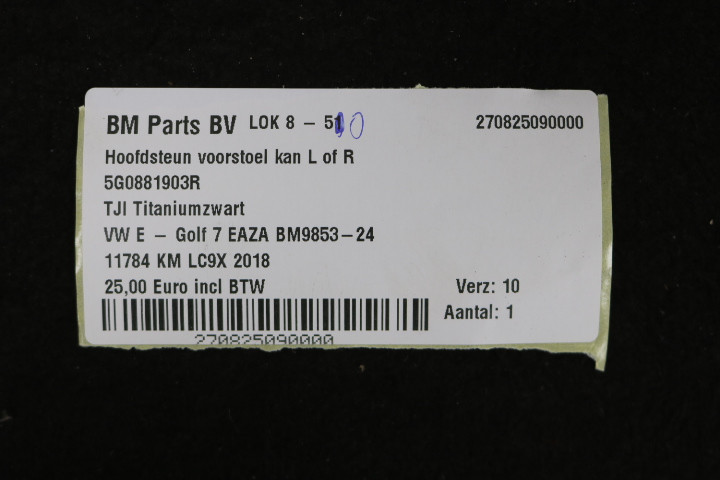 BM Parts BV LOK 8 - 510 270825090000
Hoofdsteun voorstoel kan L of R
5G0881903R
TJI Titaniumzwart
VW E - Golf 7 EAZA BM9853-24
11784 KM LC9X 2018
25,00 Euro incl BTW Verz: 10
Aantal: 1
270825090000